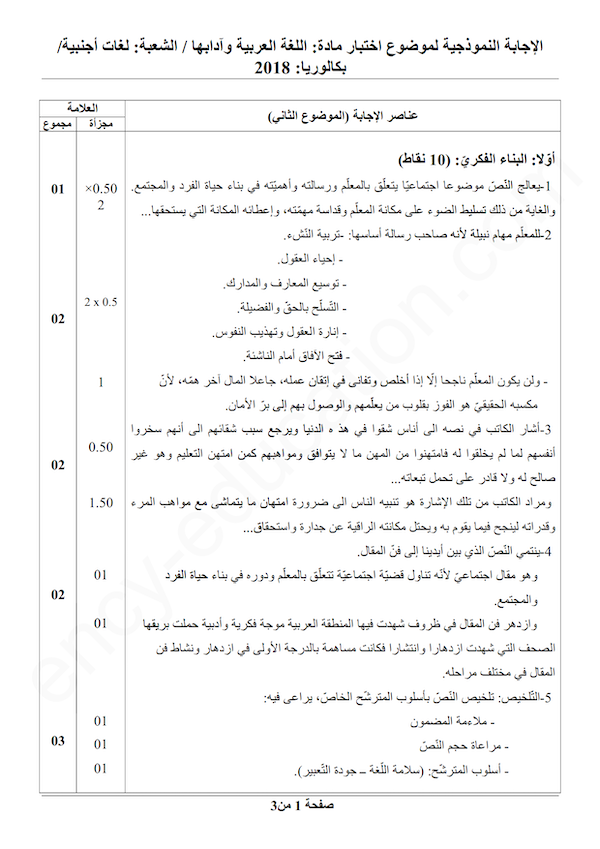 الإجابة النموذجية لموضوع اختبار مادة: اللغة العربية وآدابها / الشعبة: لغات أجنبية/
بكالوريا: 2018
عناصر الإجابة (الموضوع الثاني)
العلامة
مجزأة
مجموع
أوّلا: البناء الفكريّ: (10 نقاط)
1-يعالج النّصّ موضوعا اجتماعيّا يتعلّق بالمعلّم ورسالته وأهميّته في بناء حياة الفرد والمجتمع.
×0.50
01
والغاية من ذلك تسليط الضوء على مكانة المعلّم وقداسة مهمّته، وإعطائه المكانة التي يستحقها...
2
2-للمعلّم مهام نبيلة لأنه صاحب رسالة أساسها: -تربية النّشء.
- إحياء العقول.
- توسيع المعارف والمدارك.
- التّسلّح بالحقّ والفضيلة.
2 x 0.5
02
- إنارة العقول وتهذيب النفوس.
- فتح الآفاق أمام الناشئة.
- ولن يكون المعلّم ناجحا إلّا إذا أخلص وتفانى في إتقان عمله، جاعلا المال آخر همّه، لأنّ
1
مكسبه الحقيقيّ هو الفوز بقلوب من يعلّمهم والوصول بهم إلى برّ الأمان.
3-أشار الكاتب في نصه الى أناس شقوا في هذ ه الدنيا ويرجع سبب شقائهم الى أنهم سخروا
0.50
أنفسهم لما لم يخلقوا له فامتهنوا من المهن ما لا يتوافق ومواهبهم كمن امتهن التعليم وهو غير
02
صالح له ولا قادر على تحمل تبعاته...
ومراد الكاتب من تلك الإشارة هو تنبيه الناس الى ضرورة امتهان ما يتماشى مع مواهب المرء
1.50
وقدراته لينجح فيما يقوم به ويحتل مكانته الراقية عن جدارة واستحقاق...
4-ينتمي النّصّ الذي بين أيدينا إلى فنّ المقال.
وهو مقال اجتماعيّ لأنّه تناول قضيّة اجتماعيّة تتعلّق بالمعلّم ودوره في بناء حياة الفرد
01
والمجتمع.
02
وازدهر فن المقال في ظروف شهدت فيها المنطقة العربية موجة فكرية وأدبية حملت بريقها
01
الصحف التي شهدت ازدهارا وانتشارا فكانت مساهمة بالدرجة الأولى في ازدهار ونشاط فن
المقال في مختلف مراحله.
5-التّلخيص: تلخيص النّصّ بأسلوب المترشّح الخاصّ، يراعى فيه:
- ملاءمة المضمون
01
- مراعاة حجم النّصّ
01
03
- أسلوب المترشّح: (سلامة اللّغة – جودة التّعبير).
01
صفحة 1 من3
ency-education.com